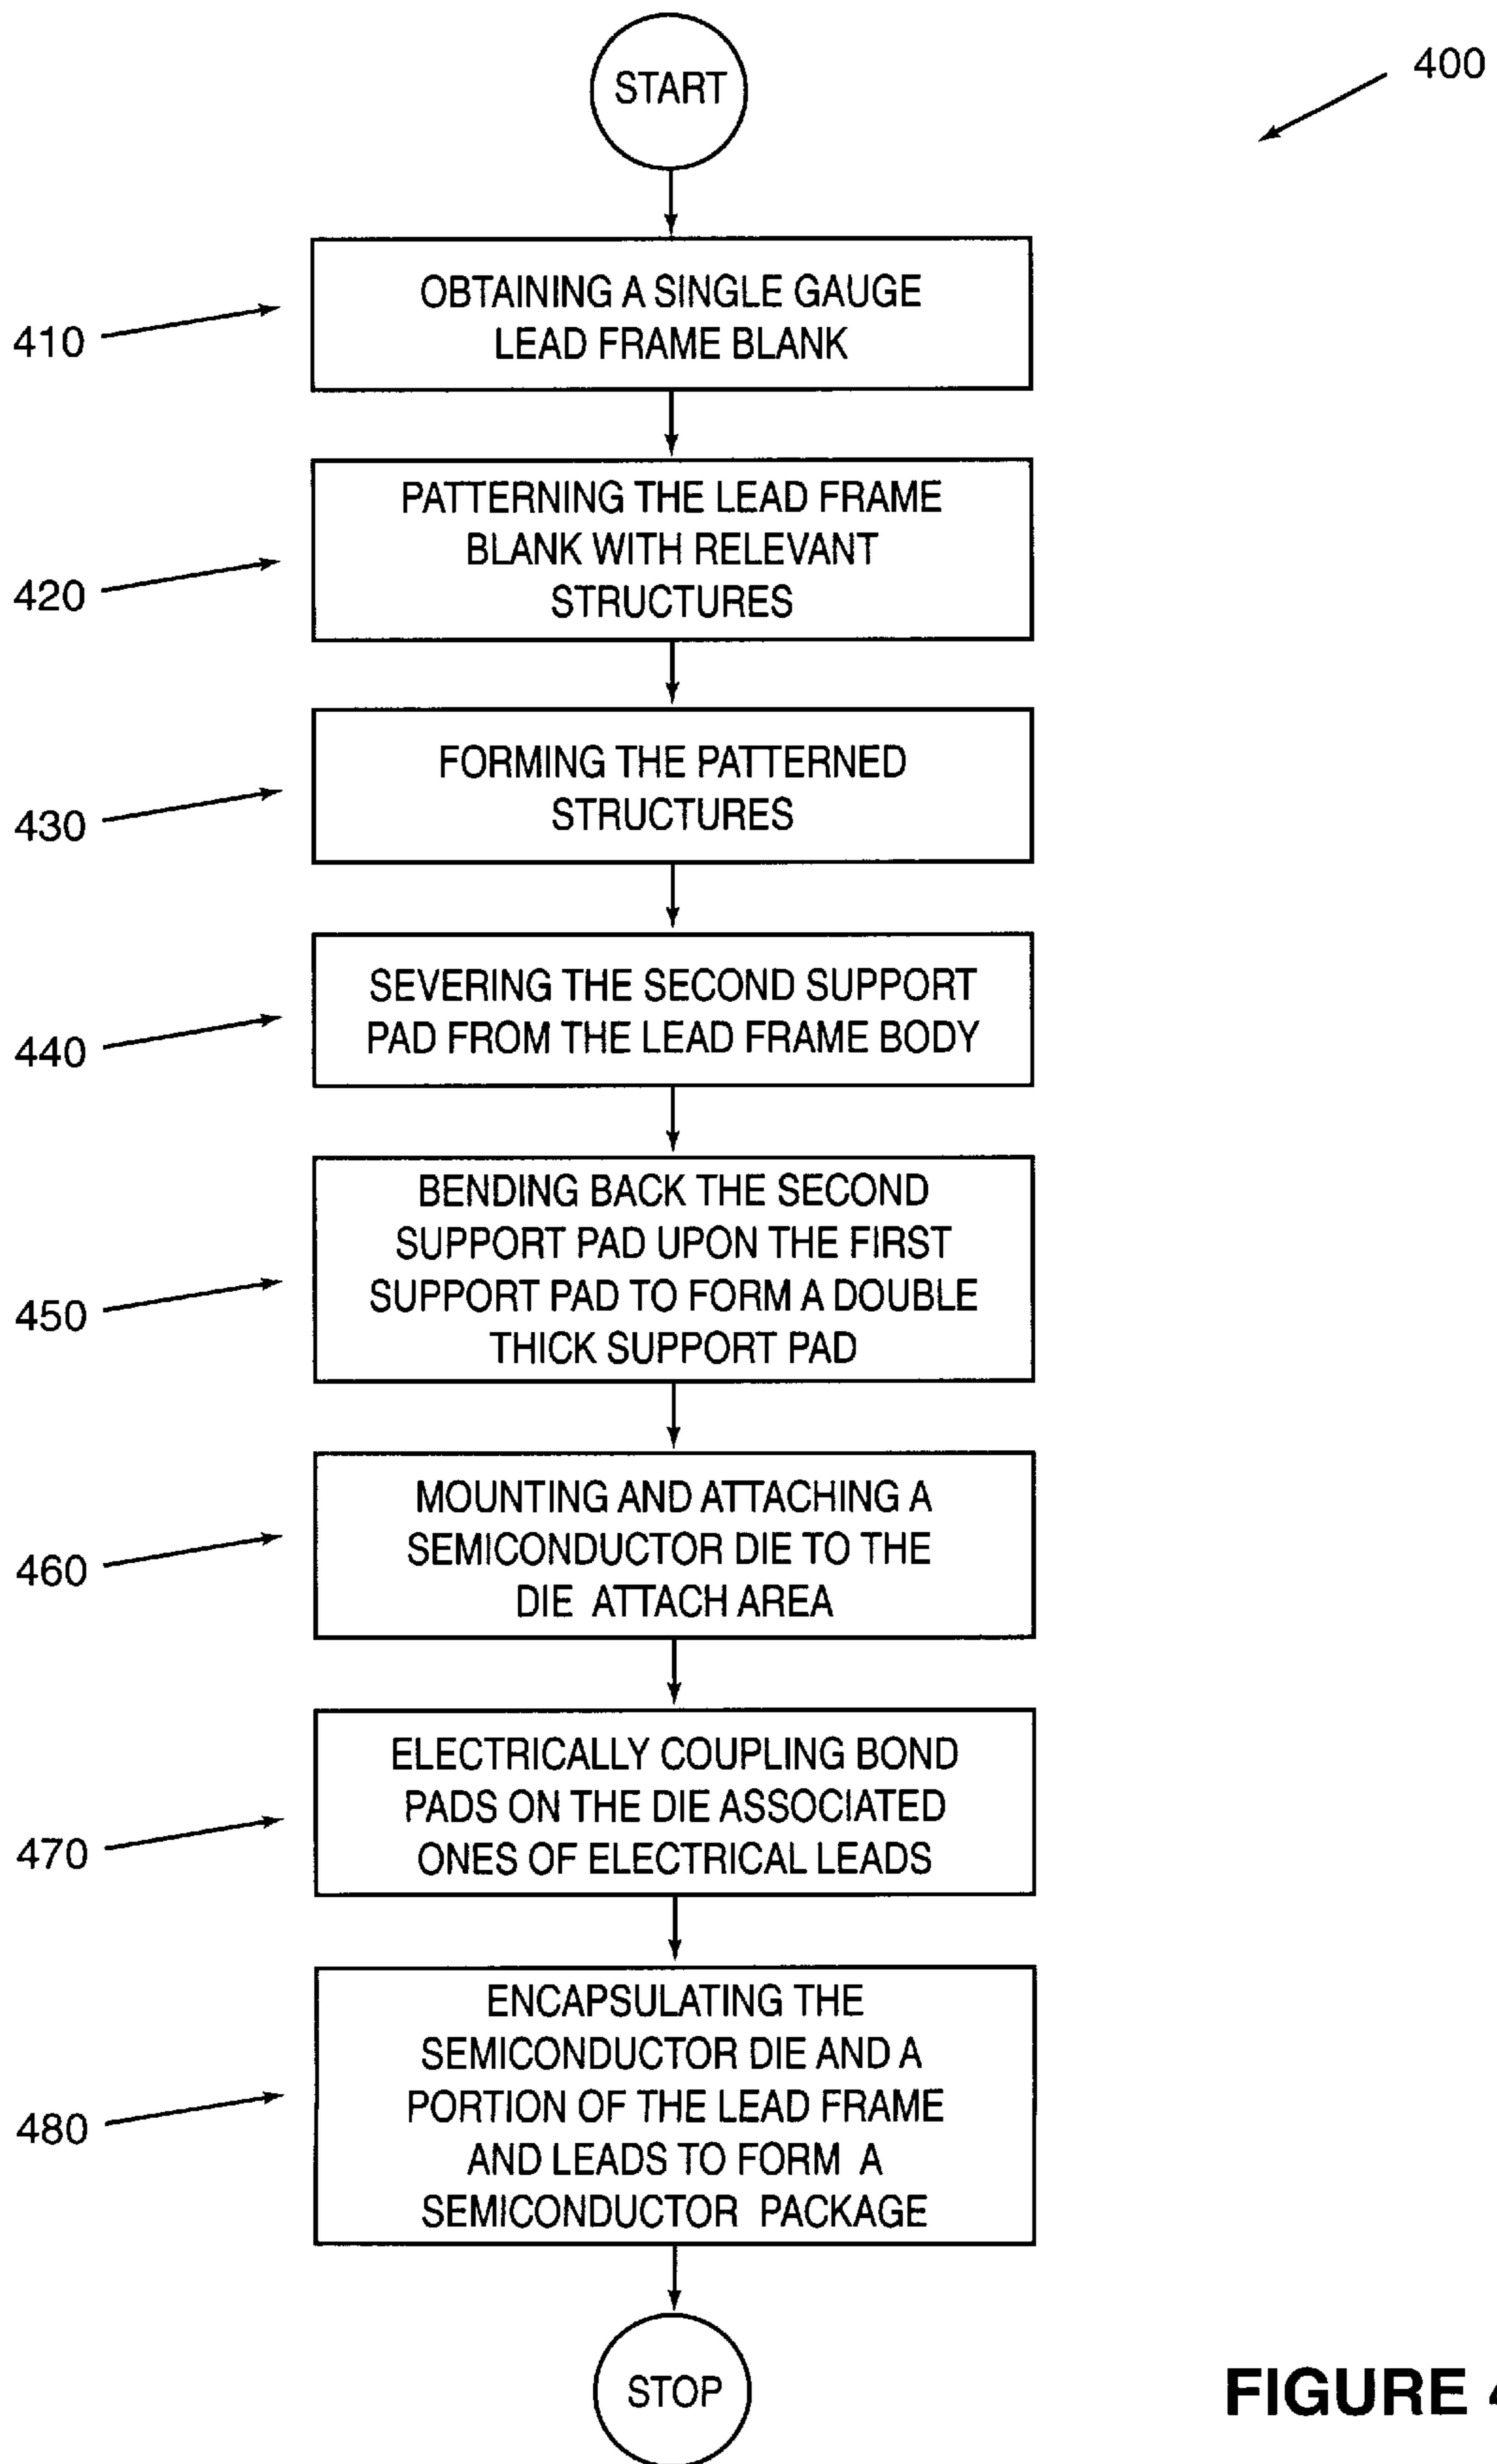 START
400
410
OBTAINING A SINGLE GAUGE
LEAD FRAME BLANK
420
PATTERNING THE LEAD FRAME
BLANK WITH RELEVANT
STRUCTURES
430
FORMING THE PATTERNED
STRUCTURES
440
SEVERING THE SECOND SUPPORT
PAD FROM THE LEAD FRAME BODY
450
BENDING BACK THE SECOND
SUPPORT PAD UPON THE FIRST
SUPPORT PAD TO FORM A DOUBLE
THICK SUPPORT PAD
460
MOUNTING AND ATTACHING A
SEMICONDUCTOR DIE TO THE
DIE ATTACH AREA
470
ELECTRICALLY COUPLING BOND
PADS ON THE DIE ASSOCIATED
ONES OF ELECTRICAL LEADS
480
ENCAPSULATING THE
SEMICONDUCTOR DIE AND A
PORTION OF THE LEAD FRAME
AND LEADS TO FORM A
SEMICONDUCTOR PACKAGE
STOP
FIGURE 4